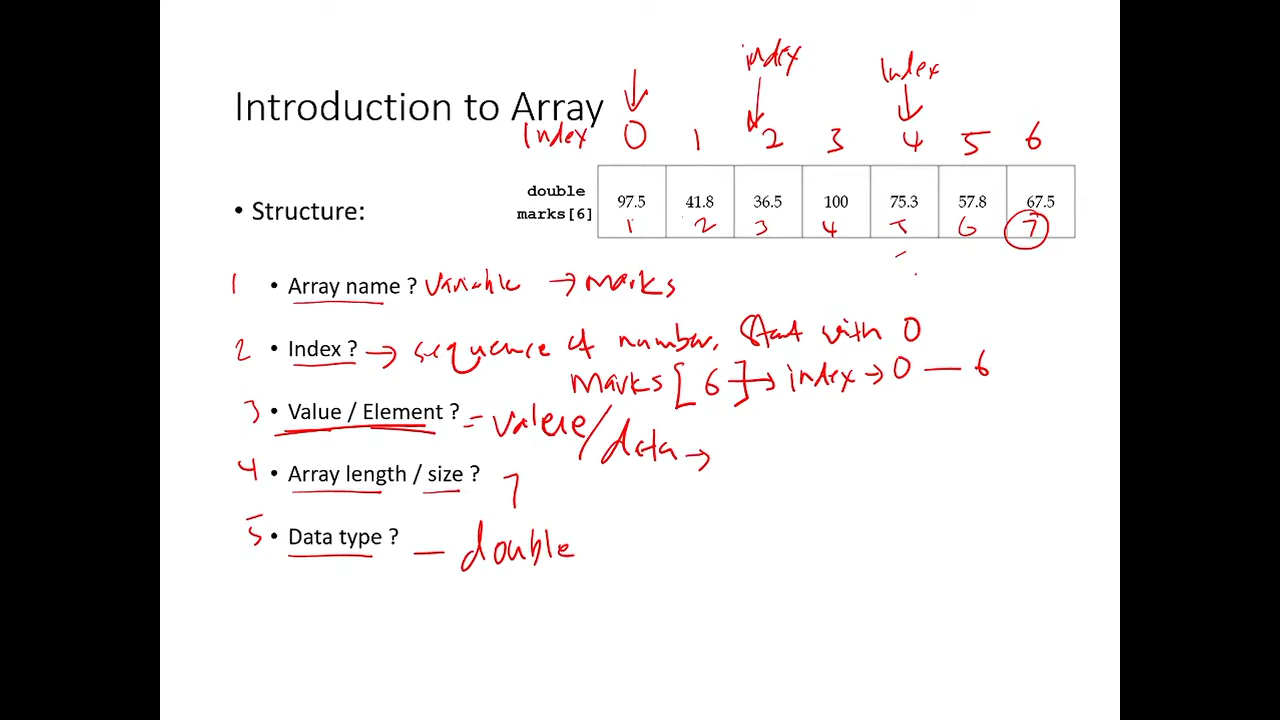 index
Index
Introduction to Array
Index 0 1 2 3 4 5 6
double
marks[6]
97.5 41.8 36.5 100 75.3 57.8 67.5
1 2 3 4 5 6 7
• Structure:
1 • Array name ? variable → marks
2 • Index ? → sequence of number. Start with 0
marks [6] → index → 0 — 6
3 • Value / Element ? = value/data →
4 • Array length / size ? 7
5 • Data type ? — double